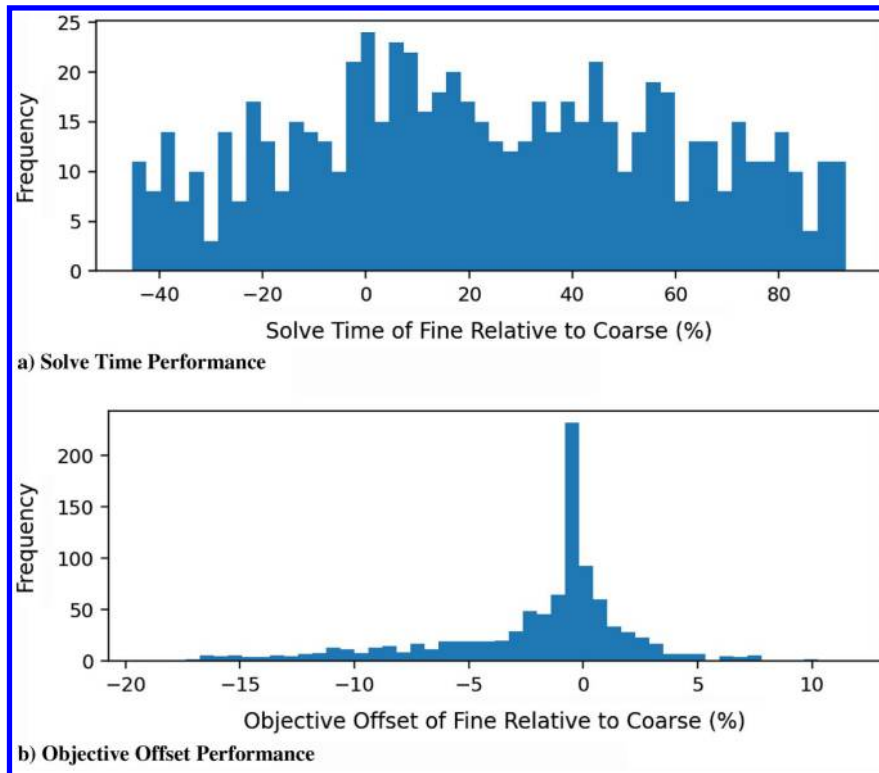 25
20
15
10
5
0
Frequency
−40 −20 0 20 40 60 80
Solve Time of Fine Relative to Coarse (%)
a) Solve Time Performance
200
150
100
50
0
Frequency
−20 −15 −10 −5 0 5 10
Objective Offset of Fine Relative to Coarse (%)
b) Objective Offset Performance